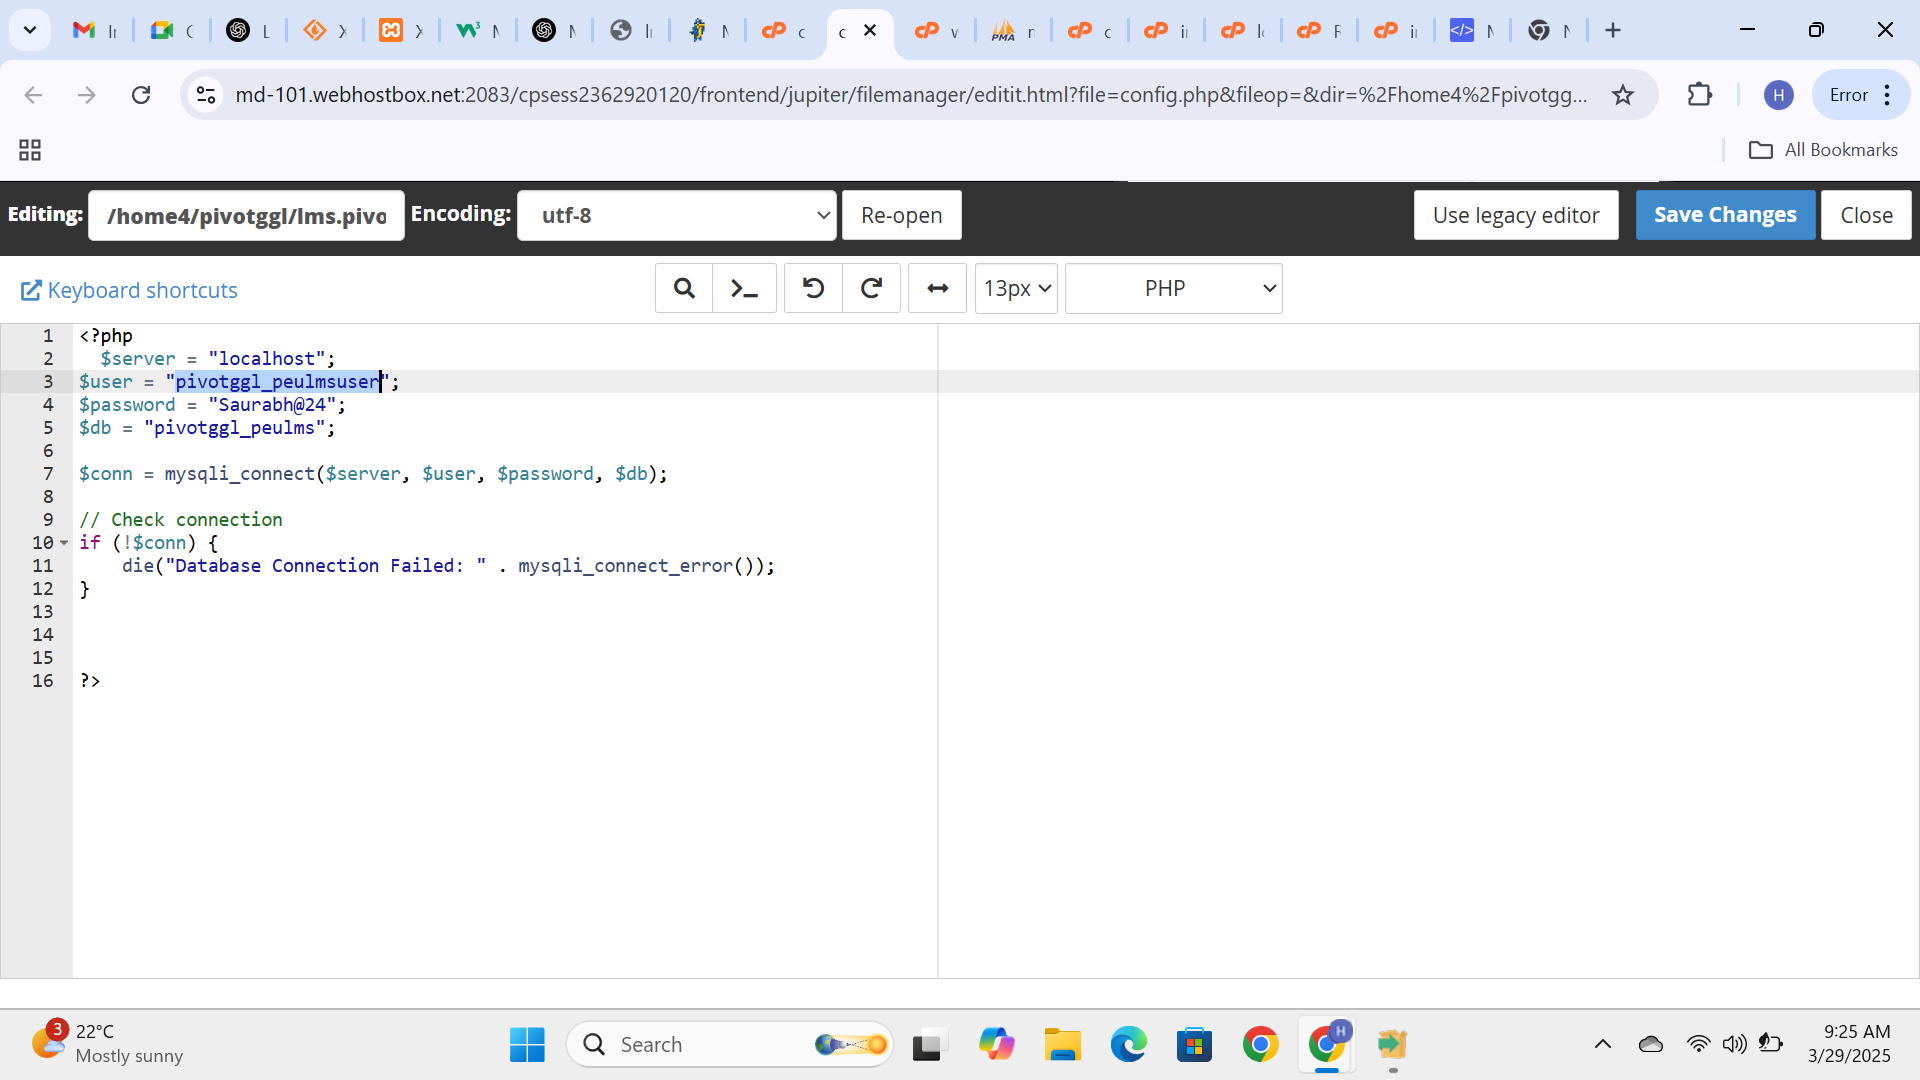 md-101.webhostbox.net:2083/cpsess2362920120/frontend/jupiter/filemanager/editit.html?file=config.php&fileop=&dir=%2Fhome4%2Fpivotgg...
H
Error
All Bookmarks
Editing: /home4/pivotggl/lms.pivo Encoding: utf-8 Re-open Use legacy editor Save Changes Close
Keyboard shortcuts 13px PHP
1 <?php
2 $server = "localhost";
3 $user = "pivotggl_peulmsuser";
4 $password = "Saurabh@24";
5 $db = "pivotggl_peulms";
6
7 $conn = mysqli_connect($server, $user, $password, $db);
8
9 // Check connection
10 if (!$conn) {
11 die("Database Connection Failed: " . mysqli_connect_error());
12 }
13
14
15
16 ?>
3 22°C
Mostly sunny
Search
H
9:25 AM
3/29/2025